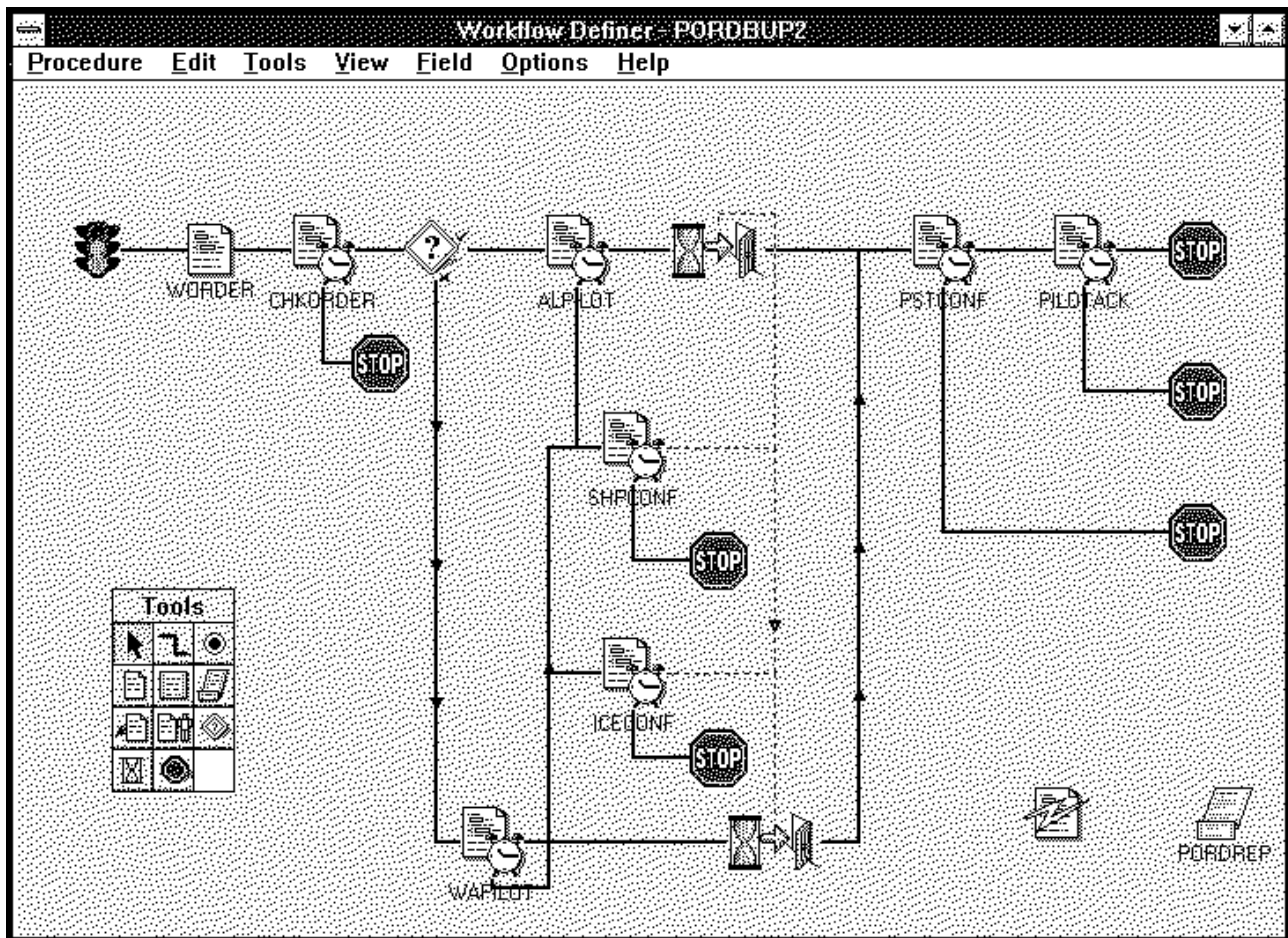 Workflow Definer - PORDBUP2
Procedure Edit Tools View Field Options Help
?
WORDER CHKORDER ALPILOT PSTCONF PILOTACK
STOP
STOP
STOP
SHPCONF
STOP
STOP
Tools
ICECONF
STOP
WAPILOT
PORDREP